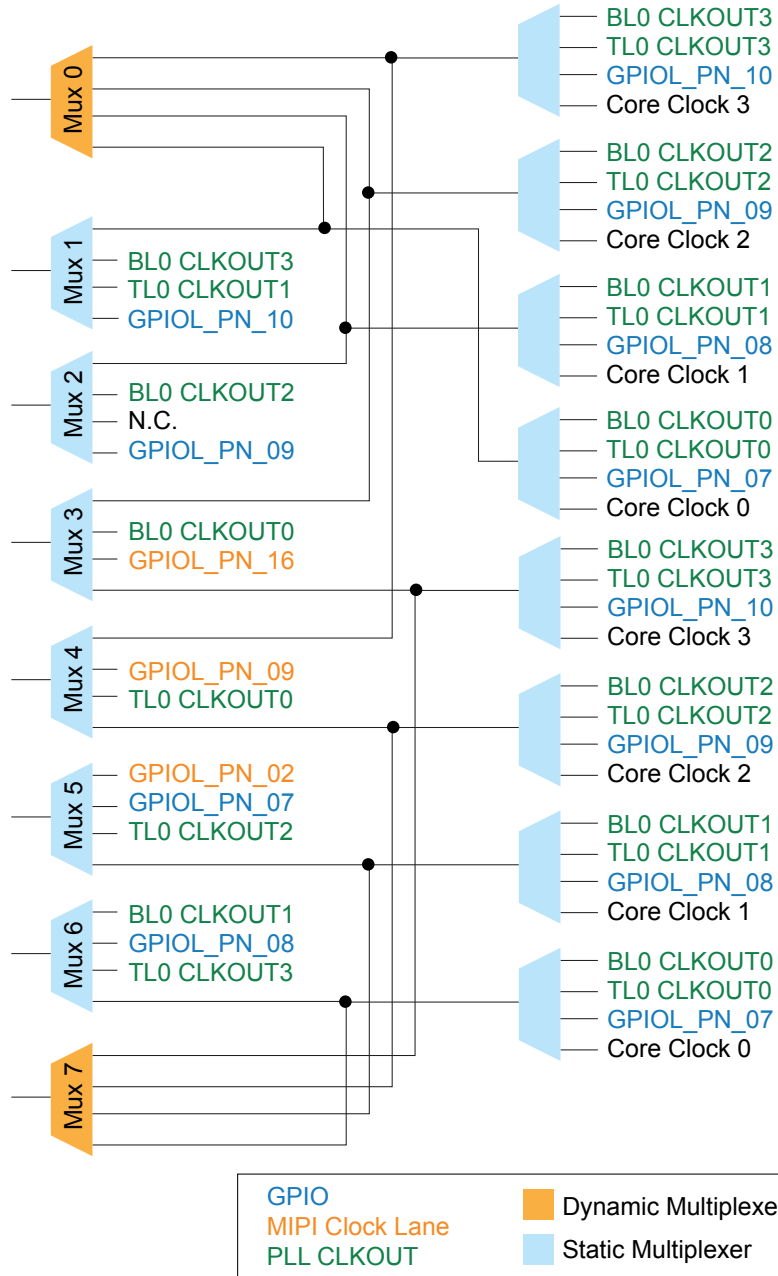 Mux 0
Mux 1
BL0 CLKOUT3
TL0 CLKOUT1
GPIOL_PN_10
Mux 2
BL0 CLKOUT2
N.C.
GPIOL_PN_09
Mux 3
BL0 CLKOUT0
GPIOL_PN_16
Mux 4
GPIOL_PN_09
TL0 CLKOUT0
Mux 5
GPIOL_PN_02
GPIOL_PN_07
TL0 CLKOUT2
Mux 6
BL0 CLKOUT1
GPIOL_PN_08
TL0 CLKOUT3
Mux 7
BL0 CLKOUT3
TL0 CLKOUT3
GPIOL_PN_10
Core Clock 3
BL0 CLKOUT2
TL0 CLKOUT2
GPIOL_PN_09
Core Clock 2
BL0 CLKOUT1
TL0 CLKOUT1
GPIOL_PN_08
Core Clock 1
BL0 CLKOUT0
TL0 CLKOUT0
GPIOL_PN_07
Core Clock 0
BL0 CLKOUT3
TL0 CLKOUT3
GPIOL_PN_10
Core Clock 3
BL0 CLKOUT2
TL0 CLKOUT2
GPIOL_PN_09
Core Clock 2
BL0 CLKOUT1
TL0 CLKOUT1
GPIOL_PN_08
Core Clock 1
BL0 CLKOUT0
TL0 CLKOUT0
GPIOL_PN_07
Core Clock 0
GPIO
MIPI Clock Lane
PLL CLKOUT
Dynamic Multiplexe
Static Multiplexer